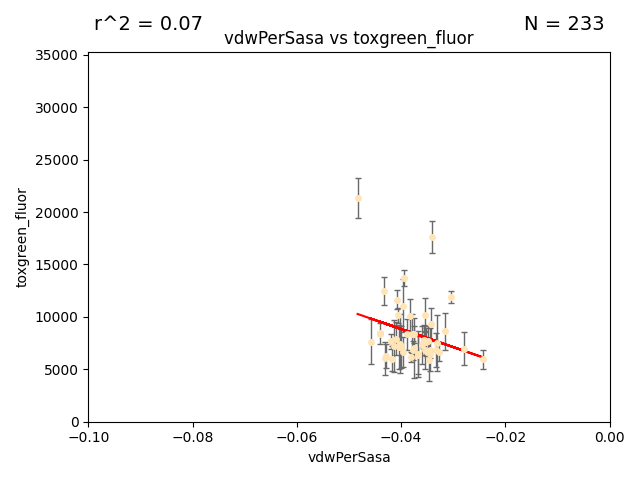 r^2 = 0.07
N = 233
vdwPerSasa vs toxgreen_fluor
35000
30000
25000
20000
15000
10000
5000
0
toxgreen_fluor
−0.10
−0.08
−0.06
−0.04
−0.02
0.00
vdwPerSasa